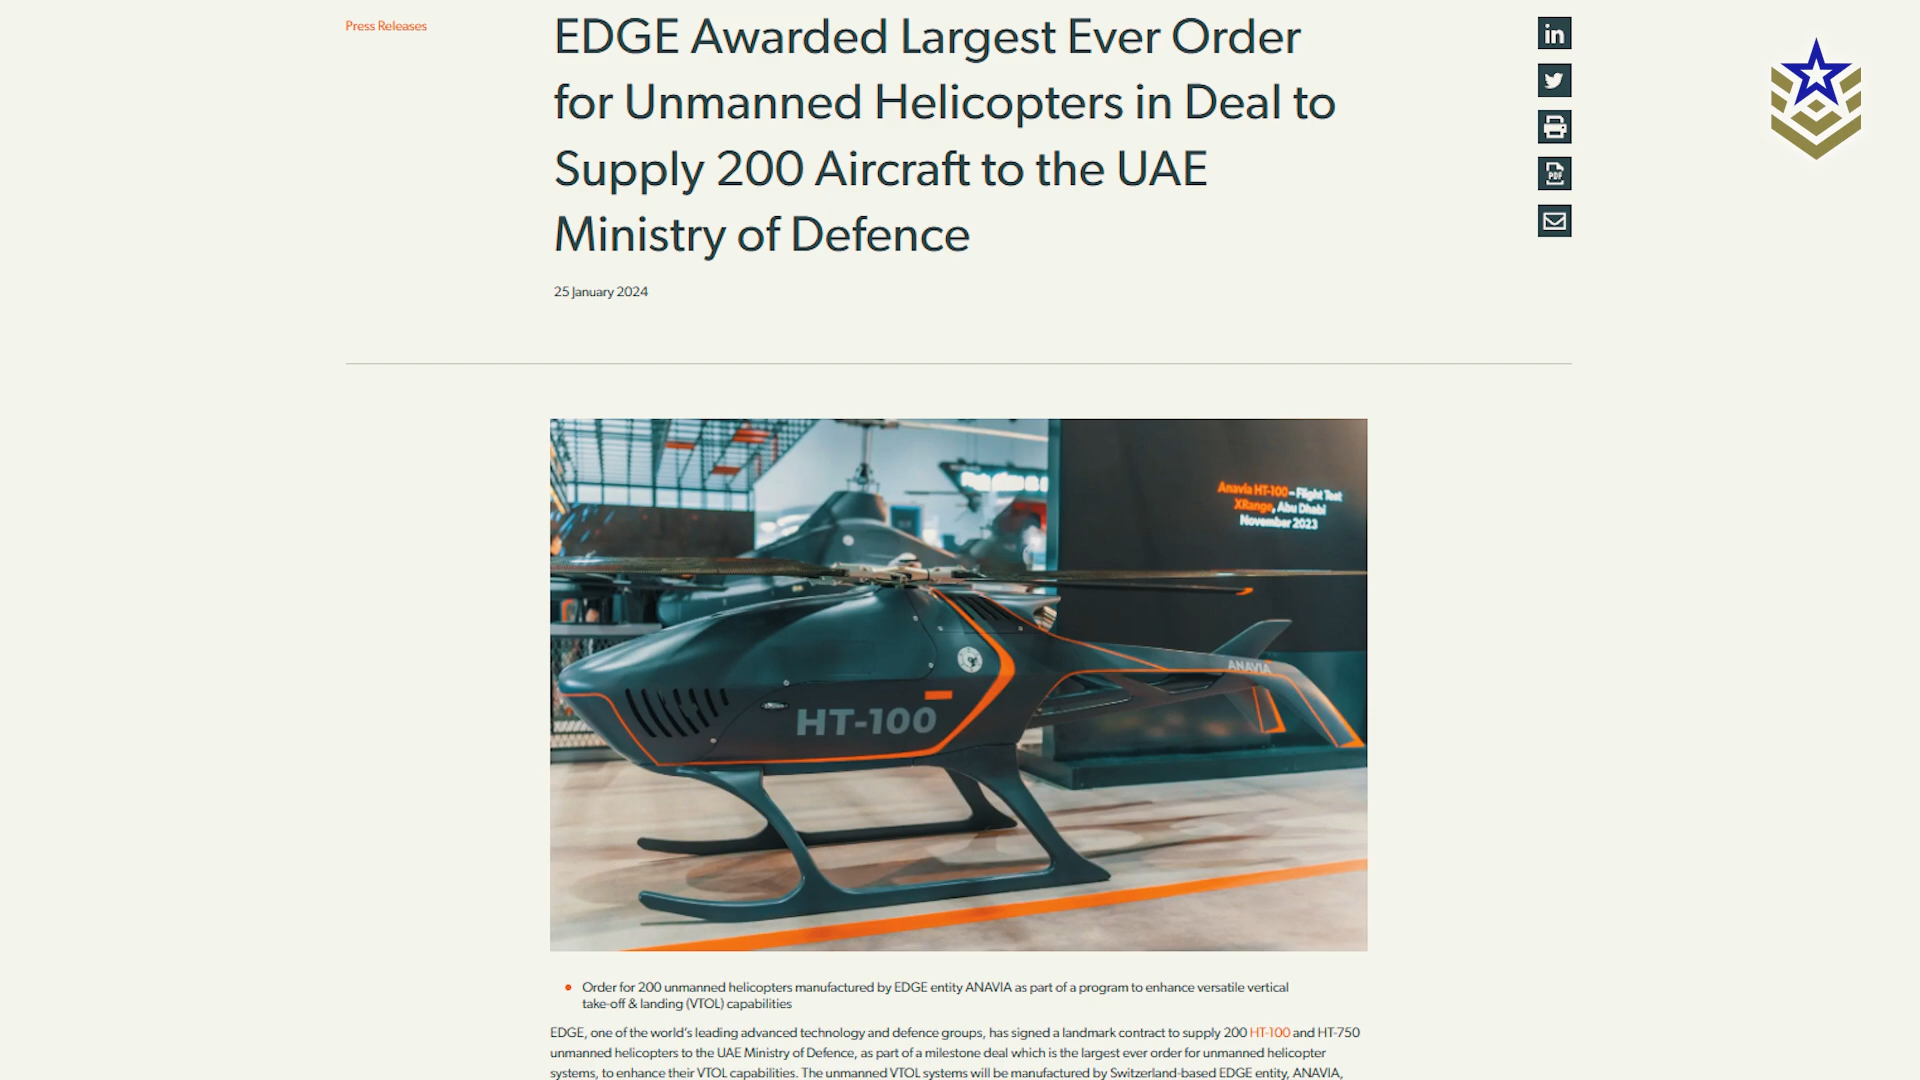 Press Releases
EDGE Awarded Largest Ever Order
for Unmanned Helicopters in Deal to
Supply 200 Aircraft to the UAE
Ministry of Defence
25 January 2024
in
PDF
Anavia HT-100 – Flight Test
XRange, Abu Dhabi
November 2023
ANAVIA
HT-100
Order for 200 unmanned helicopters manufactured by EDGE entity ANAVIA as part of a program to enhance versatile vertical
take-off & landing (VTOL) capabilities
EDGE, one of the world's leading advanced technology and defence groups, has signed a landmark contract to supply 200 HT-100 and HT-750
unmanned helicopters to the UAE Ministry of Defence, as part of a milestone deal which is the largest ever order for unmanned helicopter
systems, to enhance their VTOL capabilities. The unmanned VTOL systems will be manufactured by Switzerland-based EDGE entity, ANAVIA,